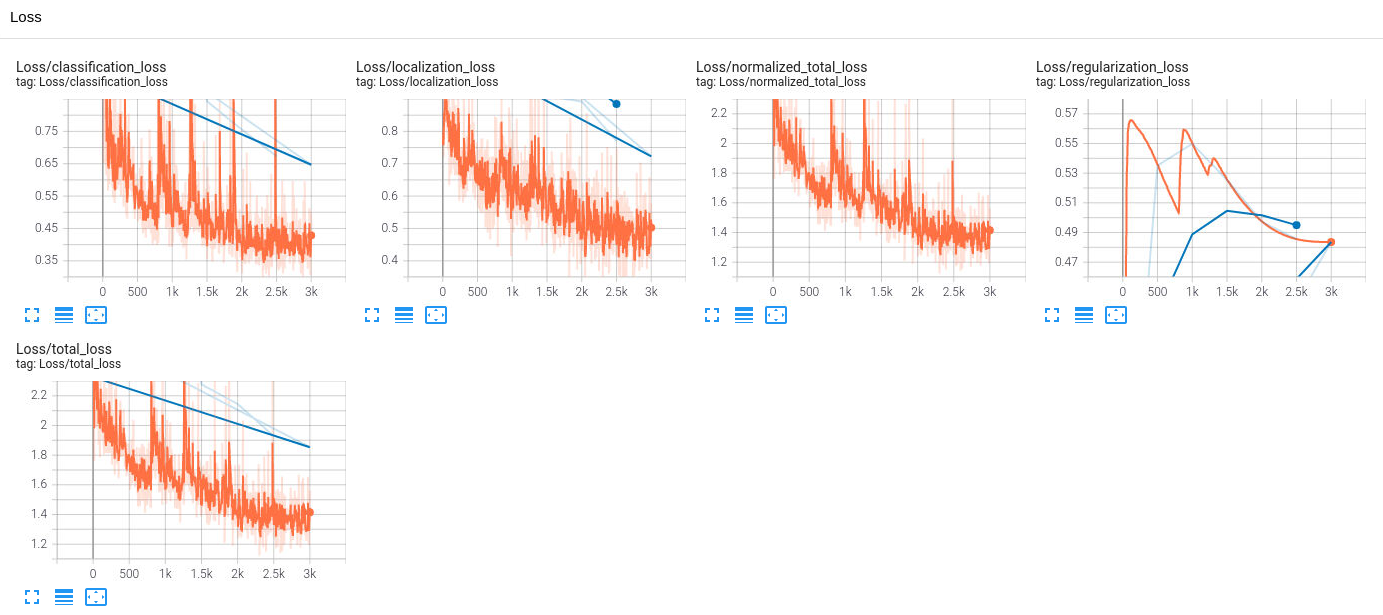 Loss
Loss/classification_loss
tag: Loss/classification_loss
0.75
0.65
0.55
0.45
0.35
0 500 1k 1.5k 2k 2.5k 3k
Loss/localization_loss
tag: Loss/localization_loss
0.8
0.7
0.6
0.5
0.4
0 500 1k 1.5k 2k 2.5k 3k
Loss/normalized_total_loss
tag: Loss/normalized_total_loss
2.2
2
1.8
1.6
1.4
1.2
0 500 1k 1.5k 2k 2.5k 3k
Loss/regularization_loss
tag: Loss/regularization_loss
0.57
0.55
0.53
0.51
0.49
0.47
0 500 1k 1.5k 2k 2.5k 3k
Loss/total_loss
tag: Loss/total_loss
2.2
2
1.8
1.6
1.4
1.2
0 500 1k 1.5k 2k 2.5k 3k